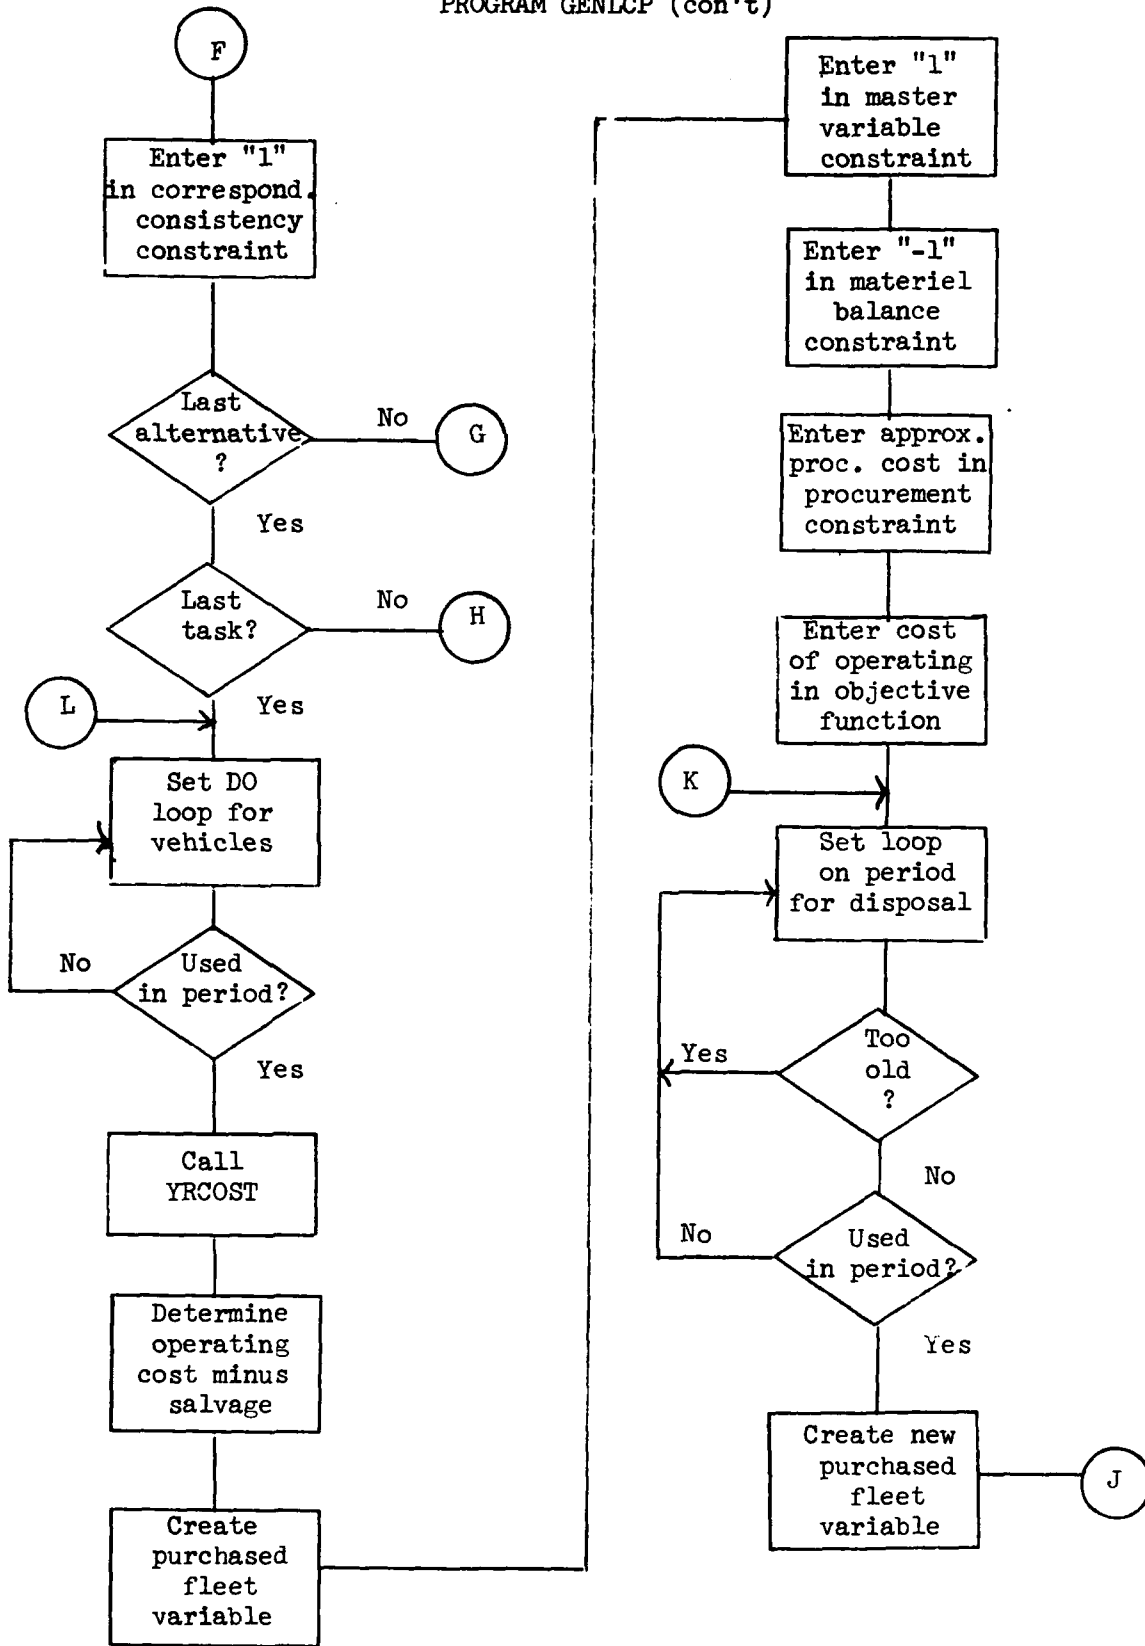 PROGRAM GENLCP (con't)
F
Enter "1"
in correspond.
consistency
constraint
Last
alternative
?
No
G
Yes
Last
task?
No
H
Yes
L
Set DO
loop for
vehicles
Used
in period?
No
Yes
Call
YRCOST
Determine
operating
cost minus
salvage
Create
purchased
fleet
variable
Enter "1"
in master
variable
constraint
Enter "-1"
in materiel
balance
constraint
Enter approx.
proc. cost in
procurement
constraint
Enter cost
of operating
in objective
function
K
Set loop
on period
for disposal
Too
old
?
Yes
No
Used
in period?
No
Yes
Create new
purchased
fleet
variable
J